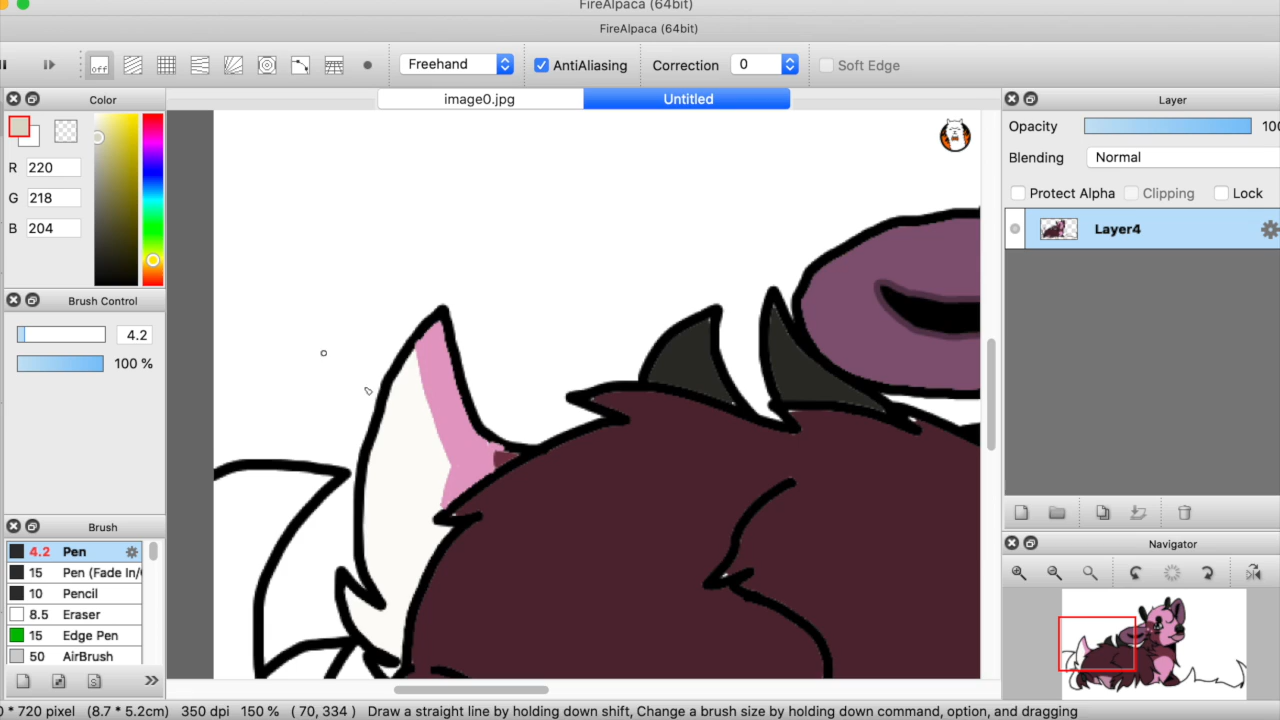 FireAlpaca (64bit)
FireAlpaca (64bit)
off Freehand AntiAliasing Correction 0 Soft Edge
Color image0.jpg Untitled Layer
Opacity 100
R 220 Blending Normal
G 218 Protect Alpha Clipping Lock
B 204 Layer4
Brush Control
4.2
100 %
Brush
4.2 Pen
15 Pen (Fade In/
10 Pencil
8.5 Eraser
15 Edge Pen
50 AirBrush
Navigator
* 720 pixel (8.7 * 5.2cm) 350 dpi 150 % ( 70, 334 ) Draw a straight line by holding down shift, Change a brush size by holding down command, option, and dragging